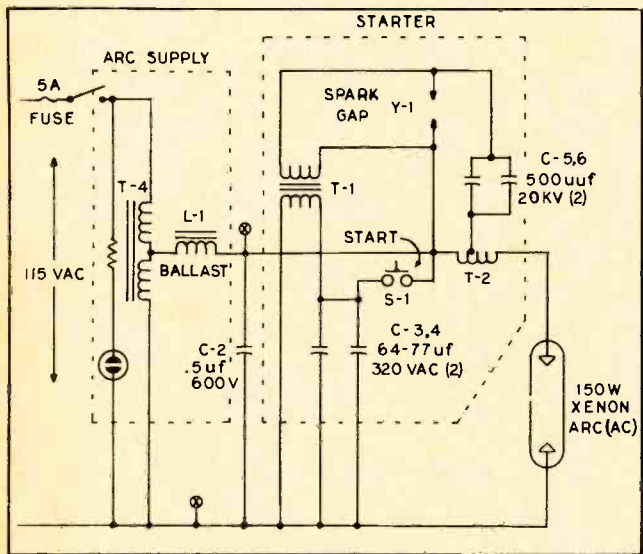 STARTER
ARC SUPPLY
5A
FUSE
SPARK
GAP
Y-1
C-5,6
500uuf
20KV (2)
T-4
L-1
T-1
START
115 VAC
BALLAST
T-2
S-1
C-2
.5uf
600V
C-3,4
64-77uf
320 VAC (2)
150W
XENON
ARC (AC)